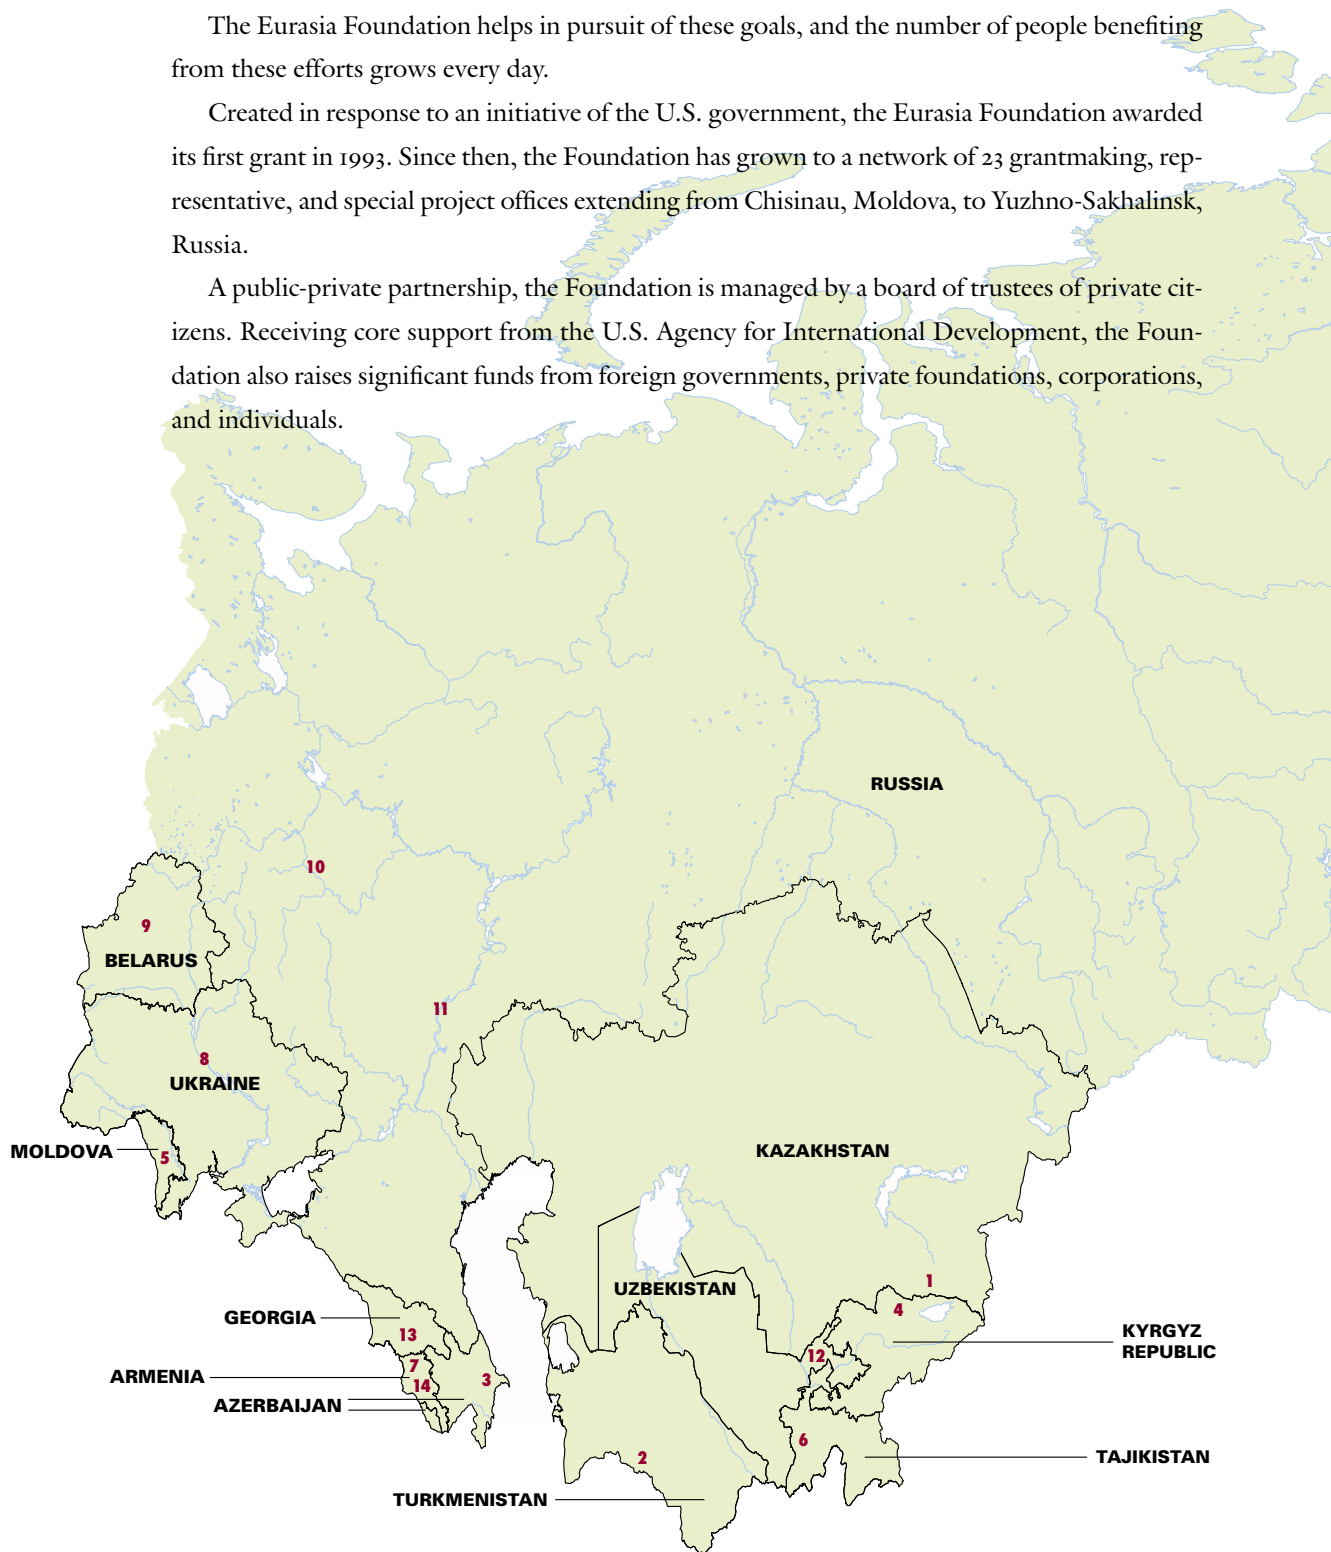 The Eurasia Foundation helps in pursuit of these goals, and the number of people benefiting
from these efforts grows every day.
Created in response to an initiative of the U.S. government, the Eurasia Foundation awarded
its first grant in 1993. Since then, the Foundation has grown to a network of 23 grantmaking, rep-
resentative, and special project offices extending from Chisinau, Moldova, to Yuzhno-Sakhalinsk,
Russia.
A public-private partnership, the Foundation is managed by a board of trustees of private cit-
izens. Receiving core support from the U.S. Agency for International Development, the Foun-
dation also raises significant funds from foreign governments, private foundations, corporations,
and individuals.
RUSSIA
10
9
BELARUS
11
8
UKRAINE
MOLDOVA
5
KAZAKHSTAN
1
UZBEKISTAN
4
GEORGIA
13
KYRGYZ
REPUBLIC
12
7
ARMENIA
14
3
AZERBAIJAN
6
2
TAJIKISTAN
TURKMENISTAN